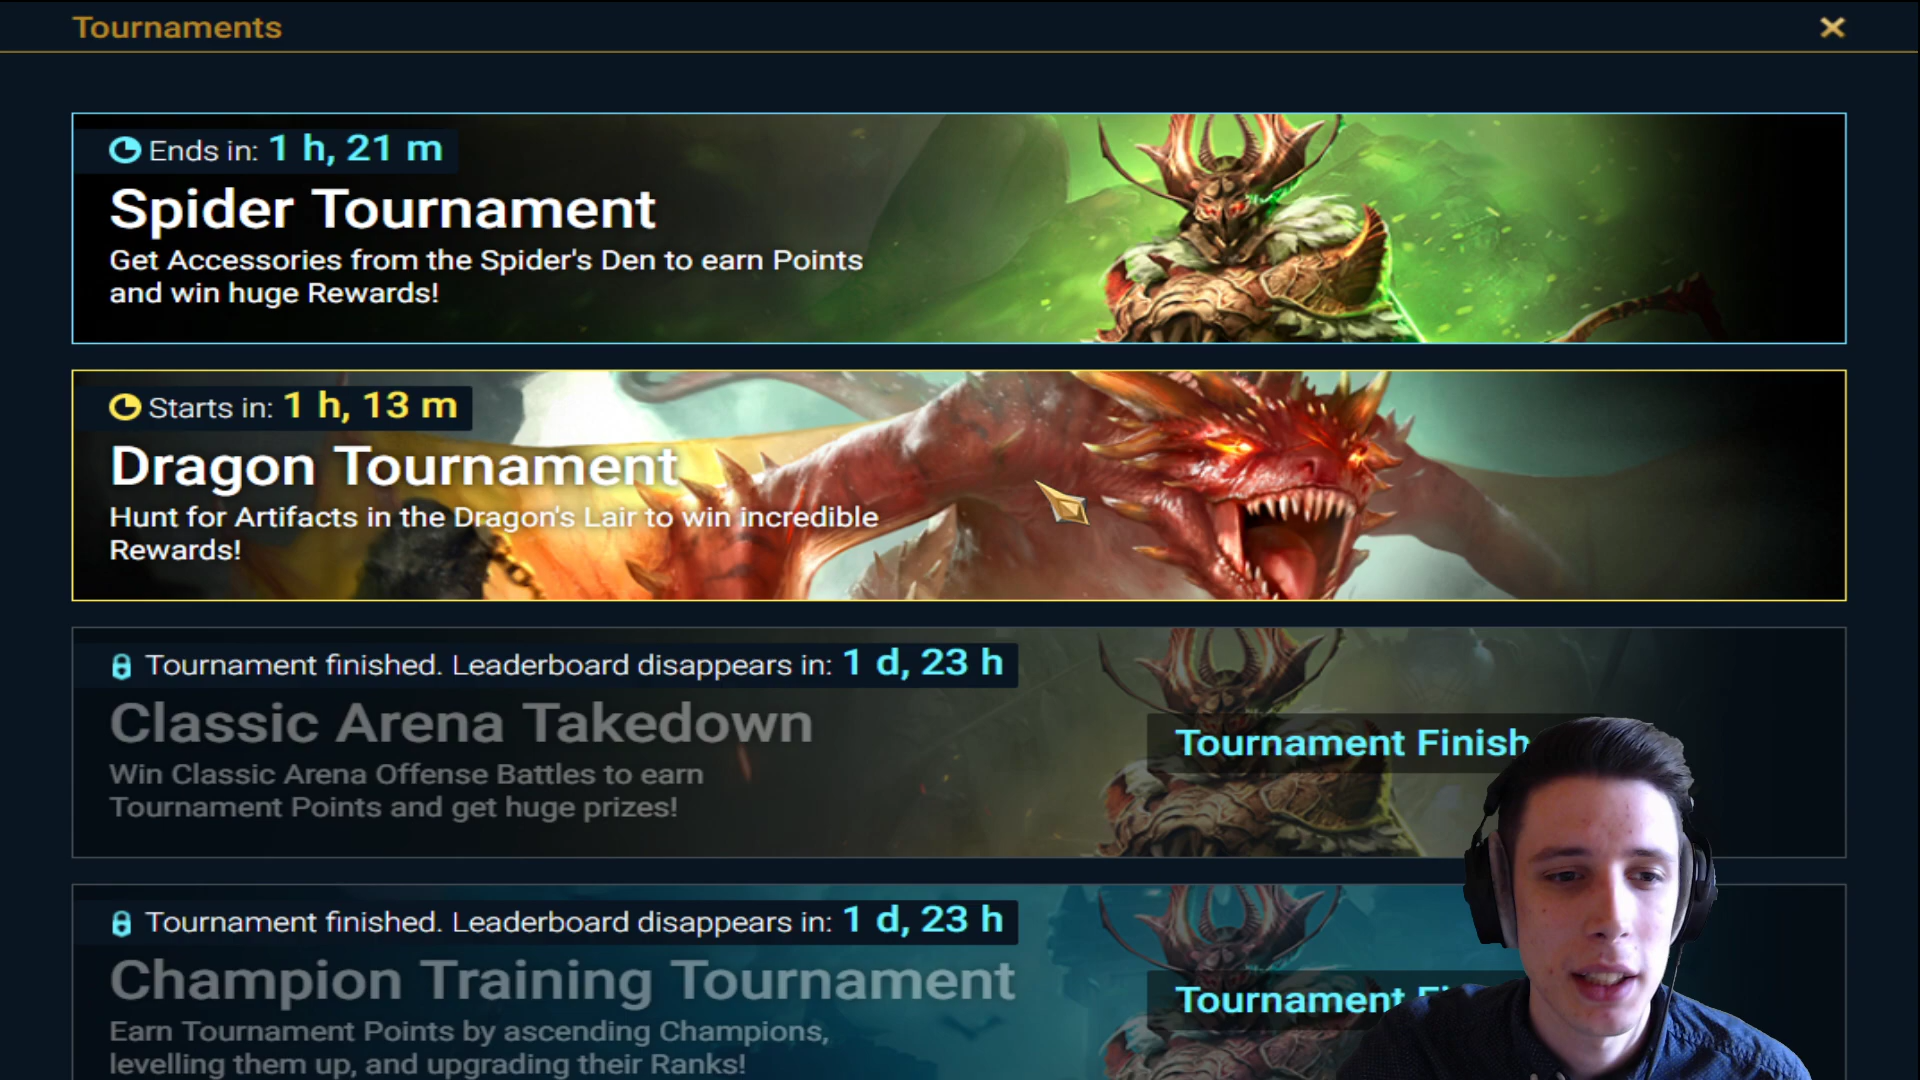 Tournaments
Ends in: 1 h, 21 m
Spider Tournament
Get Accessories from the Spider's Den to earn Points
and win huge Rewards!
Starts in: 1 h, 13 m
Dragon Tournament
Hunt for Artifacts in the Dragon's Lair to win incredible
Rewards!
Tournament finished. Leaderboard disappears in: 1 d, 23 h
Classic Arena Takedown
Win Classic Arena Offense Battles to earn
Tournament Points and get huge prizes!
Tournament Finish
Tournament finished. Leaderboard disappears in: 1 d, 23 h
Champion Training Tournament
Earn Tournament Points by ascending Champions,
levelling them up, and upgrading their Ranks!
Tournament